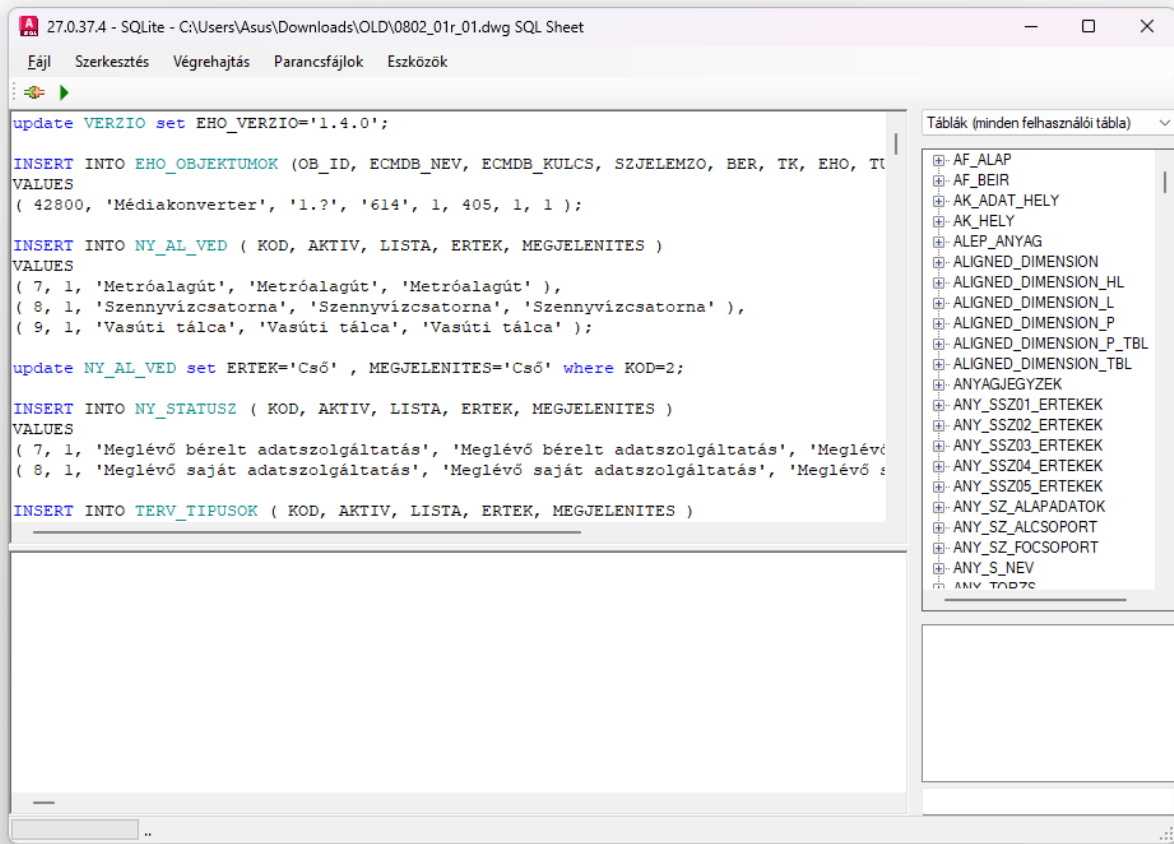 27.0.37.4 - SQLite - C:\Users\Asus\Downloads\OLD\0802_01r_01.dwg SQL Sheet
Fájl Szerkesztés Végrehajtás Parancsfájlok Eszközök
update VERZIO set EHO_VERZIO='1.4.0';
INSERT INTO EHO_OBJEKTUMOK (OB_ID, ECMDB_NEV, ECMDB_KULCS, SZJELEMZO, BER, TK, EHO,
VALUES
( 42800, 'Médiakonverter', '1.?', '614', 1, 405, 1, 1 );
INSERT INTO NY_AL_VED ( KOD, AKTIV, LISTA, ERTEK, MEGJELENITES )
VALUES
( 7, 1, 'Metróalagút', 'Metróalagút', 'Metróalagút' ),
( 8, 1, 'Szennyvízcsatorna', 'Szennyvízcsatorna', 'Szennyvízcsatorna' ),
( 9, 1, 'Vasúti tálca', 'Vasúti tálca', 'Vasúti tálca' );
update NY_AL_VED set ERTEK='Cső' , MEGJELENITES='Cső' where KOD=2;
INSERT INTO NY_STATUSZ ( KOD, AKTIV, LISTA, ERTEK, MEGJELENITES )
VALUES
( 7, 1, 'Meglévő bérelt adatszolgáltatás', 'Meglévő bérelt adatszolgáltatás', 'Meglévő
( 8, 1, 'Meglévő saját adatszolgáltatás', 'Meglévő saját adatszolgáltatás', 'Meglévő
INSERT INTO TERV_TIPUSOK ( KOD, AKTIV, LISTA, ERTEK, MEGJELENITES )
..
Táblák (minden felhasználói tábla)
AF_ALAP
AF_BEIR
AK_ADAT_HELY
AK_HELY
ALEP_ANYAG
ALIGNED_DIMENSION
ALIGNED_DIMENSION_HL
ALIGNED_DIMENSION_L
ALIGNED_DIMENSION_P
ALIGNED_DIMENSION_P_TBL
ALIGNED_DIMENSION_TBL
ANYAGJEGYZEK
ANY_SSZ01_ERTEKEK
ANY_SSZ02_ERTEKEK
ANY_SSZ03_ERTEKEK
ANY_SSZ04_ERTEKEK
ANY_SSZ05_ERTEKEK
ANY_SZ_ALAPADATOK
ANY_SZ_ALCSOPORT
ANY_SZ_FOCSOPORT
ANY_S_NEV
ANY_TORZS